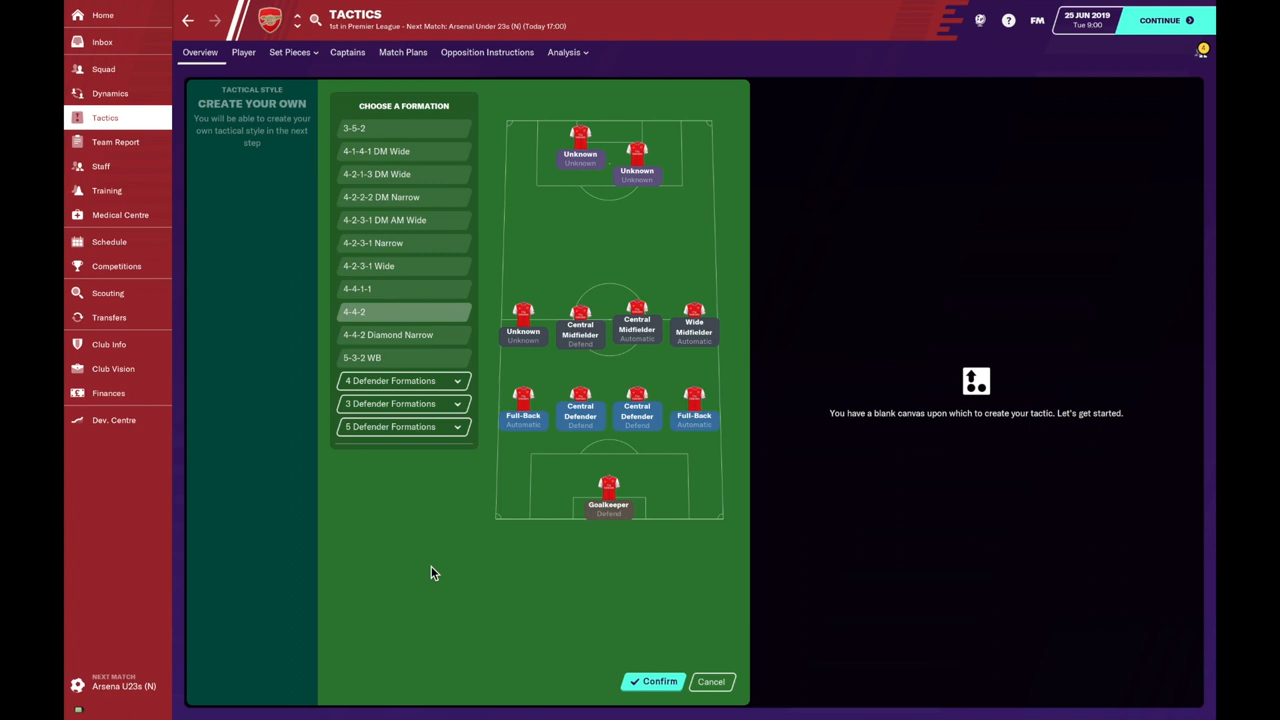 Home
Inbox
Squad
Dynamics
Tactics
Team Report
Staff
Training
Medical Centre
Schedule
Competitions
Scouting
Transfers
Club Info
Club Vision
Finances
Dev. Centre
NEXT MATCH
Arsena U23s (N)
TACTICS
1st in Premier League - Next Match: Arsenal Under 23s (Today 17:00)
?
FM
25 JUN 2019
Tue 9:00
CONTINUE
4
Overview
Player
Set Pieces
Captains
Match Plans
Opposition Instructions
Analysis
TACTICAL STYLE
CREATE YOUR OWN
You will be able to create
your own tactical style in the next
step
CHOOSE A FORMATION
3-5-2
4-1-4-1 DM Wide
4-2-1-3 DM Wide
4-2-2-2 DM Narrow
4-2-3-1 DM AM Wide
4-2-3-1 Narrow
4-2-3-1 Wide
4-4-1-1
4-4-2
4-4-2 Diamond Narrow
5-3-2 WB
4 Defender Formations
3 Defender Formations
5 Defender Formations
Unknown
Unknown
Unknown
Unknown
Unknown
Unknown
Central
Midfielder
Defend
Central
Midfielder
Automatic
Wide
Midfielder
Automatic
Full-Back
Automatic
Central
Defender
Defend
Central
Defender
Defend
Full-Back
Automatic
Goalkeeper
Defend
Confirm
Cancel
You have a blank canvas upon which to create your tactic. Let's get started.